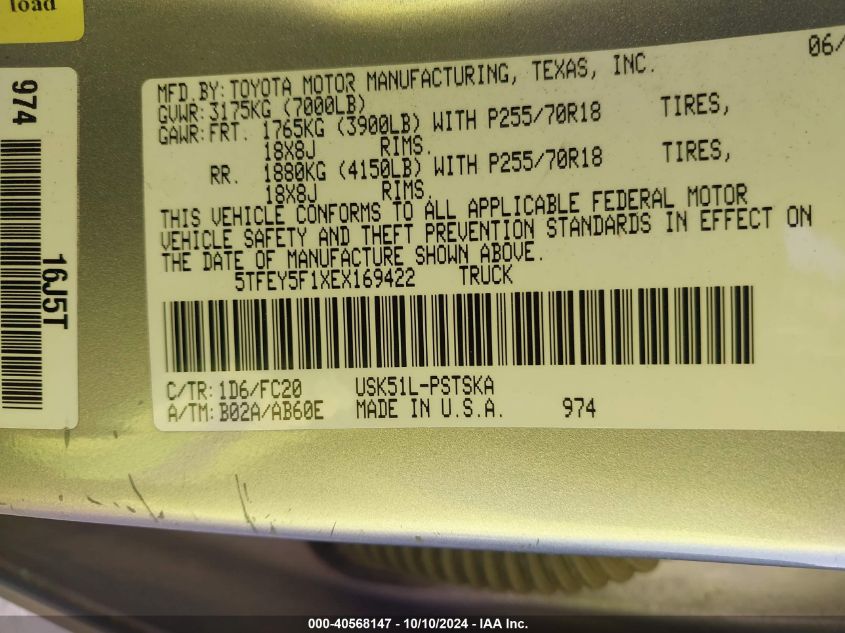 load
974
16J5T
06/
MFD.BY:TOYOTA MOTOR MANUFACTURING, TEXAS, INC.
GVWR:3175KG (7000LB)
GAWR:FRT. 1765KG (3900LB) WITH P255/70R18 TIRES,
18X8J RIMS.
RR. 1880KG (4150LB) WITH P255/70R18 TIRES,
18X8J RIMS.
THIS VEHICLE CONFORMS TO ALL APPLICABLE FEDERAL MOTOR
VEHICLE SAFETY AND THEFT PREVENTION STANDARDS IN EFFECT ON
THE DATE OF MANUFACTURE SHOWN ABOVE.
5TFEY5F1XEX169422 TRUCK
C/TR:1D6/FC20 USK51L-PSTSKA
A/TM:B02A/AB60E MADE IN U.S.A. 974
000-40568147 - 10/10/2024 - IAA Inc.